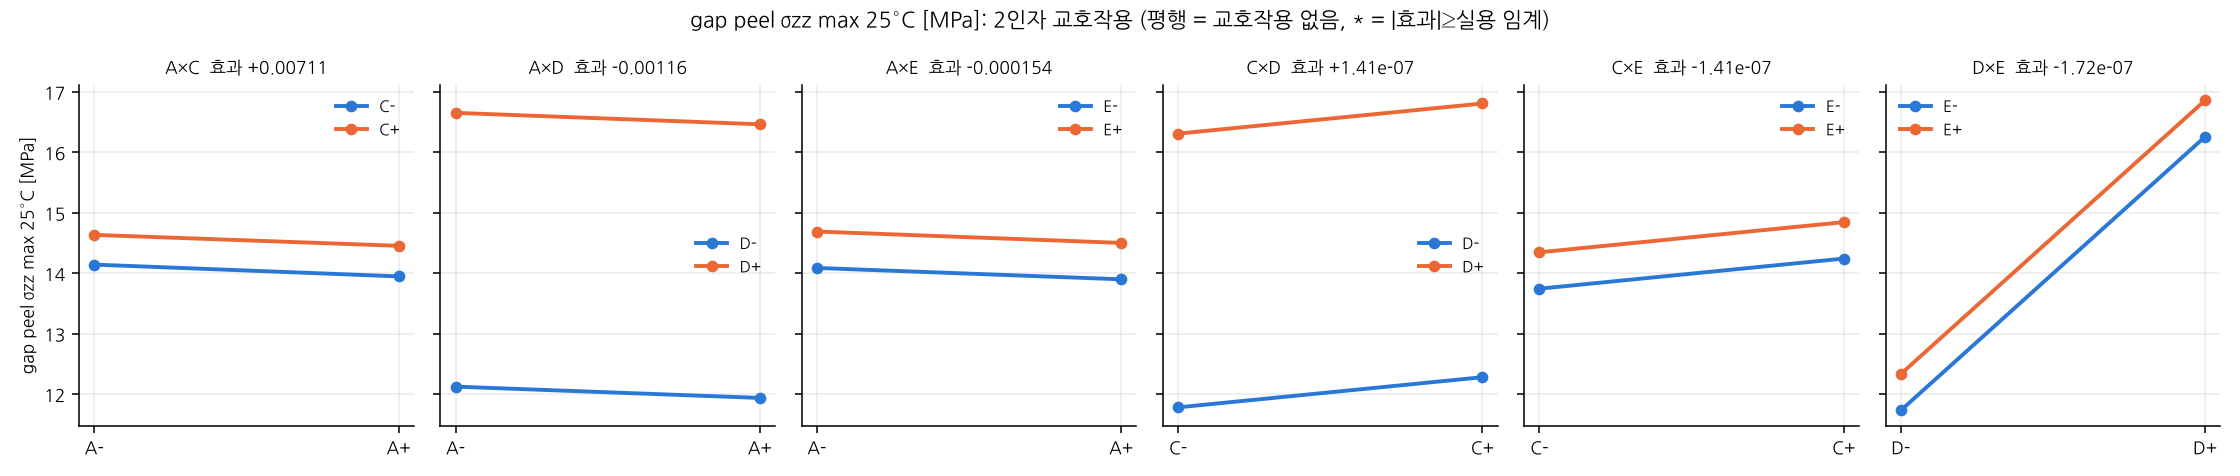 gap peel σzz max 25°C [MPa]: 2인자 교호작용 (평행 = 교호작용 없음, * = |효과|≥실용 임계)
A×C 효과 +0.00711
A×D 효과 -0.00116
A×E 효과 -0.000154
C×D 효과 +1.41e-07
C×E 효과 -1.41e-07
D×E 효과 -1.72e-07
gap peel σzz max 25°C [MPa]
17
16
15
14
13
12
C-
C+
A-
A+
D-
D+
A-
A+
E-
E+
A-
A+
D-
D+
C-
C+
E-
E+
C-
C+
E-
E+
D-
D+